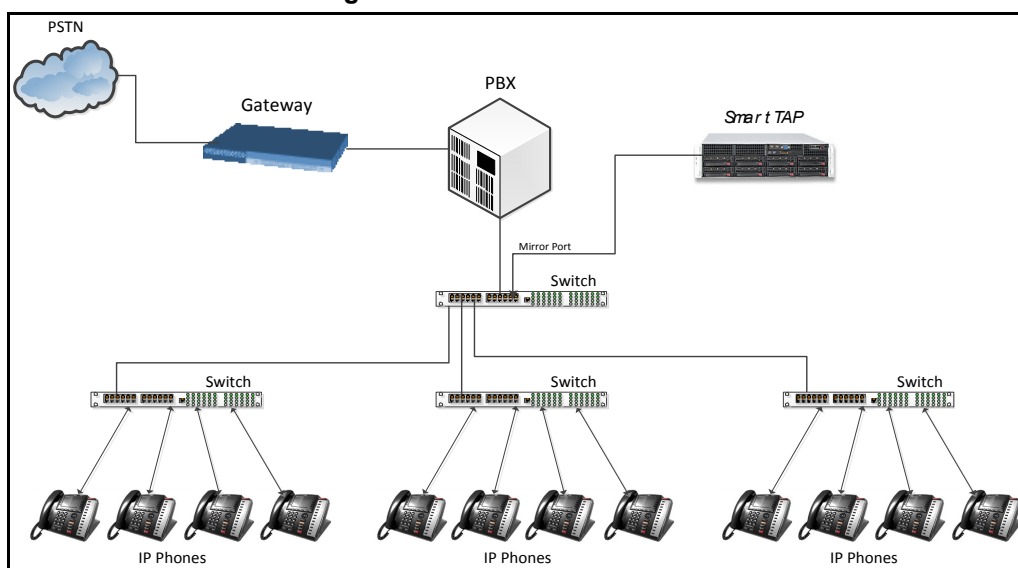 PSTN
Gateway
PBX
Smart TAP
Mirror Port
Switch
Switch
Switch
Switch
IP Phones
IP Phones
IP Phones